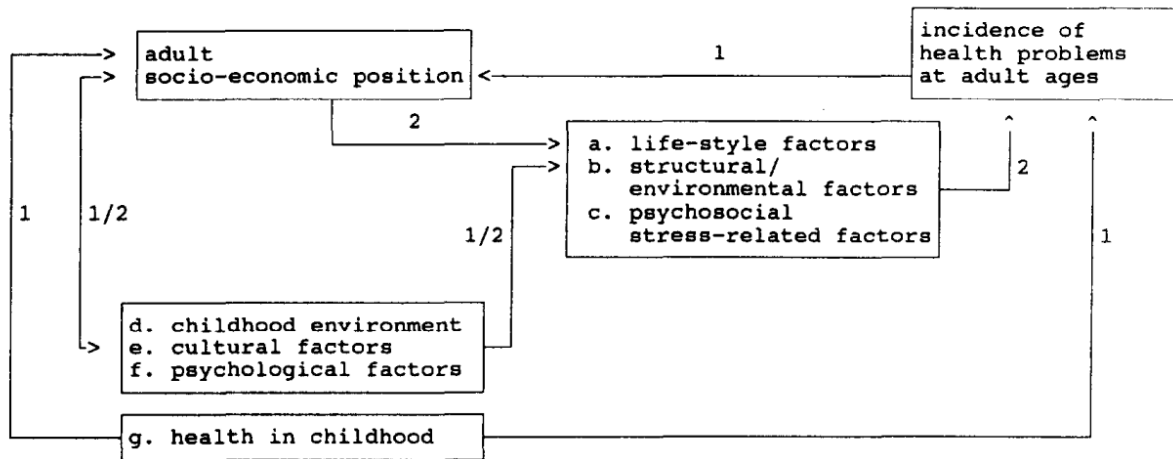 adult
socio-economic position
incidence of
health problems
at adult ages
1
2
a. life-style factors
b. structural/
environmental factors
c. psychosocial
stress-related factors
2
1
1/2
1/2
1
d. childhood environment
e. cultural factors
f. psychological factors
g. health in childhood